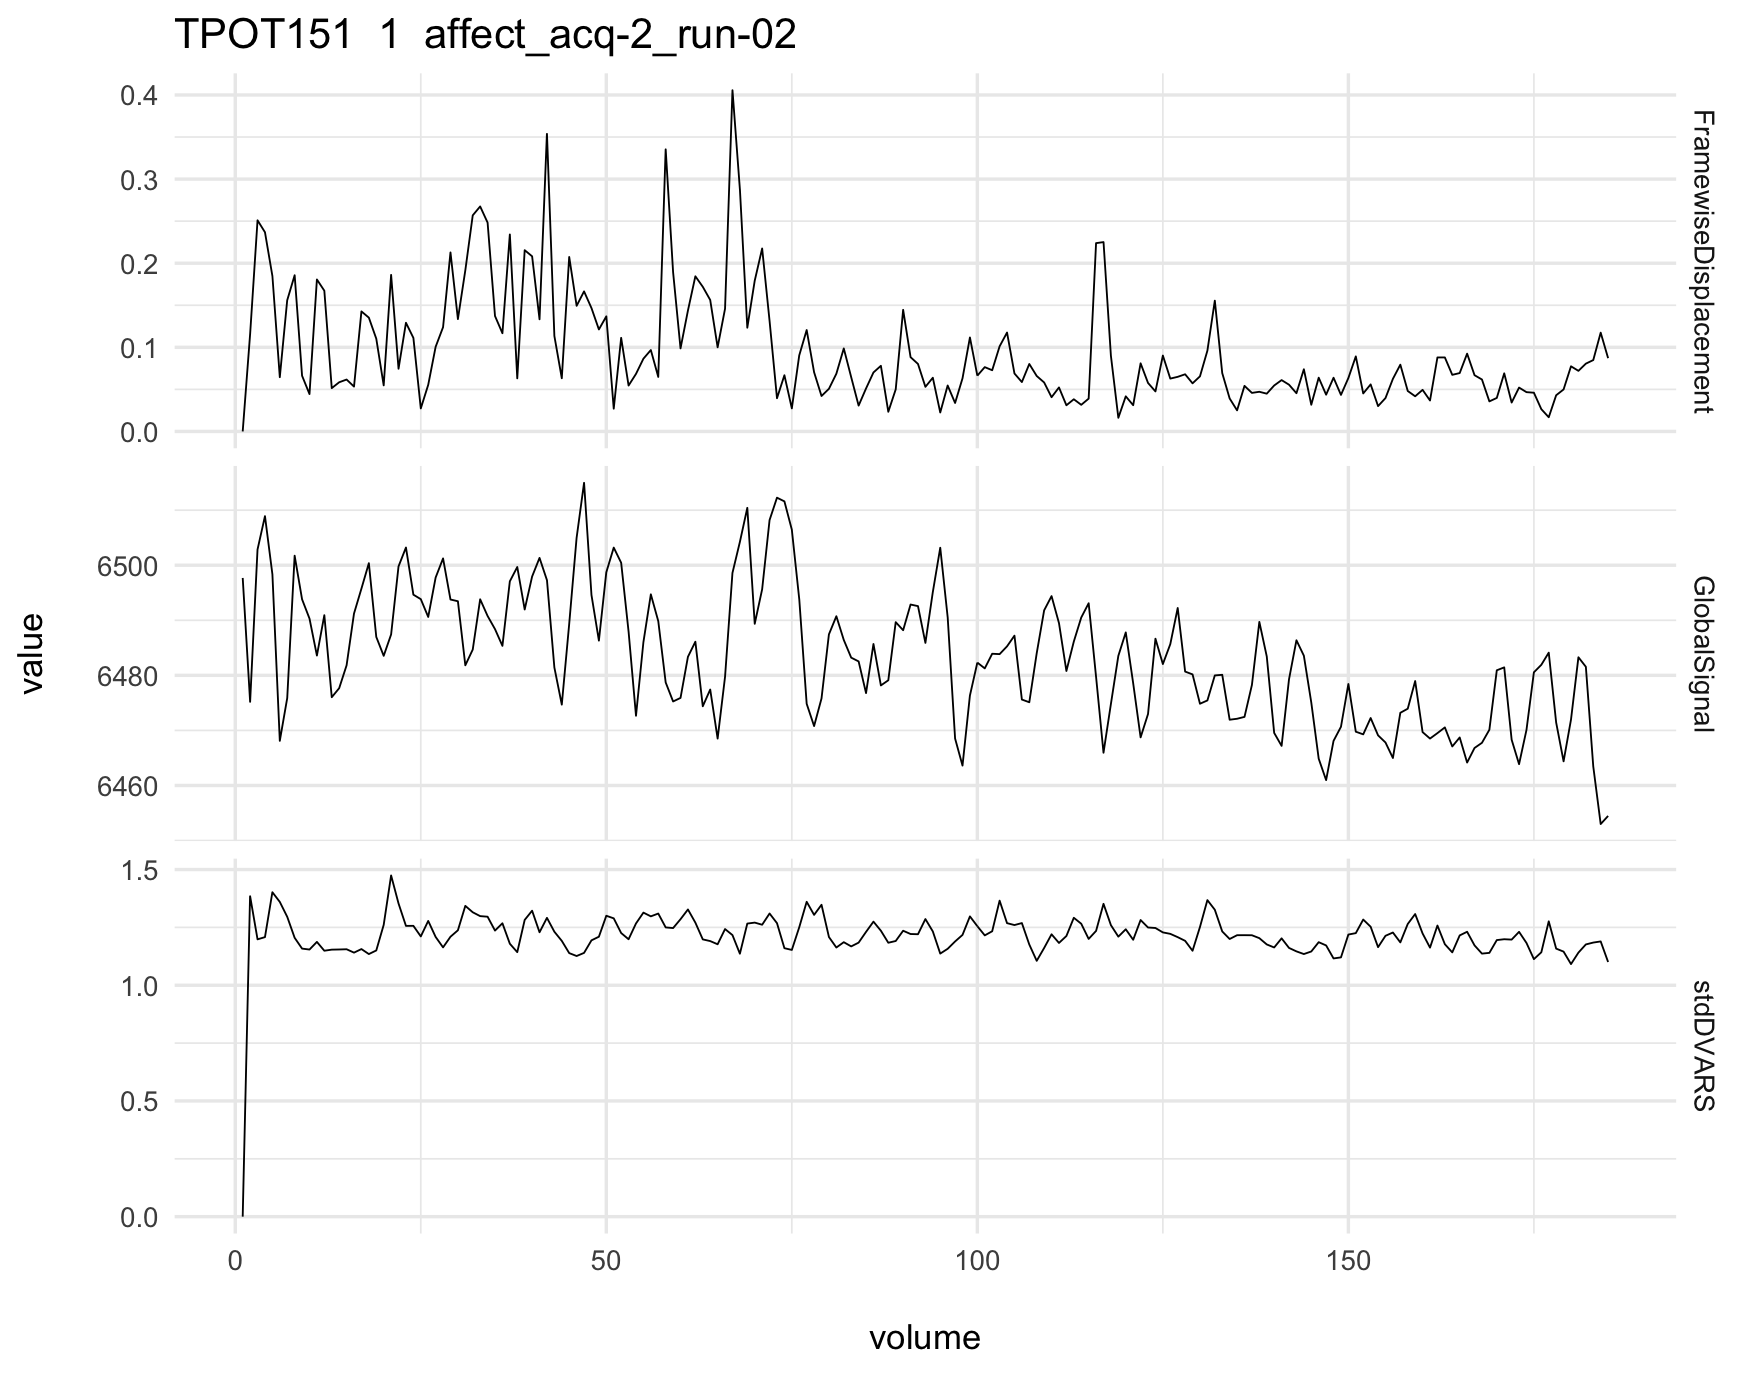 TPOT151 1 affect_acq-2_run-02
0.4
0.3
0.2
0.1
0.0
FramewiseDisplacement
6500
6480
6460
GlobalSignal
value
1.5
1.0
0.5
0.0
stdDVARS
0 50 100 150
volume